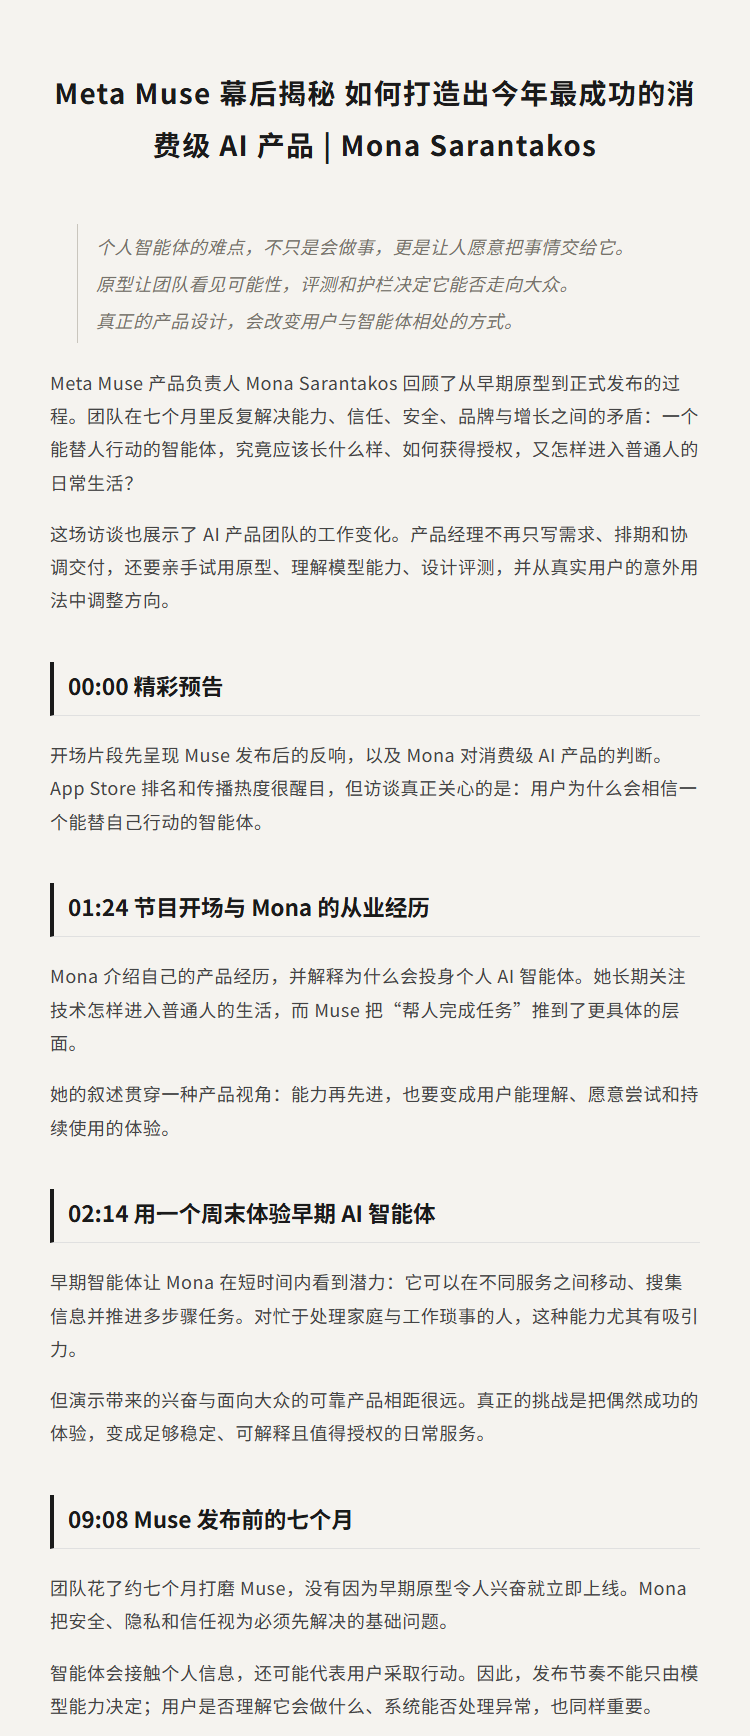 Meta Muse 幕后揭秘 如何打造出今年最成功的消
费级 AI 产品 | Mona Sarantakos
个人智能体的难点，不只是会做事，更是让人愿意把事情交给它。
原型让团队看见可能性，评测和护栏决定它能否走向大众。
真正的产品设计，会改变用户与智能体相处的方式。
Meta Muse 产品负责人 Mona Sarantakos 回顾了从早期原型到正式发布的过
程。团队在七个月里反复解决能力、信任、安全、品牌与增长之间的矛盾：一个
能替人行动的智能体，究竟应该长什么样、如何获得授权，又怎样进入普通人的
日常生活？
这场访谈也展示了 AI 产品团队的工作变化。产品经理不再只写需求、排期和协
调交付，还要亲手试用原型、理解模型能力、设计评测，并从真实用户的意外用
法中调整方向。
00:00 精彩预告
开场片段先呈现 Muse 发布后的反响，以及 Mona 对消费级 AI 产品的判断。
App Store 排名和传播热度很醒目，但访谈真正关心的是：用户为什么会相信一
个能替自己行动的智能体。
01:24 节目开场与 Mona 的从业经历
Mona 介绍自己的产品经历，并解释为什么会投身个人 AI 智能体。她长期关注
技术怎样进入普通人的生活，而 Muse 把“帮人完成任务”推到了更具体的层
面。
她的叙述贯穿一种产品视角：能力再先进，也要变成用户能理解、愿意尝试和持
续使用的体验。
02:14 用一个周末体验早期 AI 智能体
早期智能体让 Mona 在短时间内看到潜力：它可以在不同服务之间移动、搜集
信息并推进多步骤任务。对忙于处理家庭与工作琐事的人，这种能力尤其有吸引
力。
但演示带来的兴奋与面向大众的可靠产品相距很远。真正的挑战是把偶然成功的
体验，变成足够稳定、可解释且值得授权的日常服务。
09:08 Muse 发布前的七个月
团队花了约七个月打磨 Muse，没有因为早期原型令人兴奋就立即上线。Mona
把安全、隐私和信任视为必须先解决的基础问题。
智能体会接触个人信息，还可能代表用户采取行动。因此，发布节奏不能只由模
型能力决定；用户是否理解它会做什么、系统能否处理异常，也同样重要。